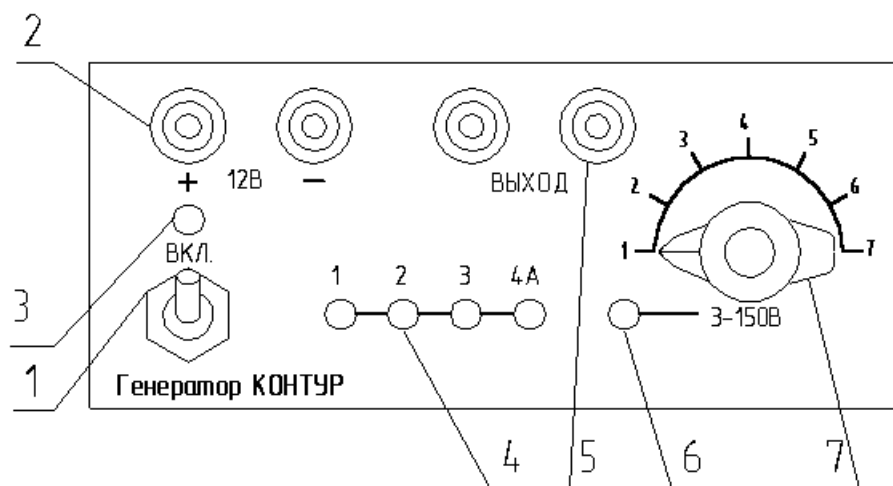 2
+ 12В −
ВЫХОД
1 2 3 4 5 6 7
3
ВКЛ.
1 2 3 4А
3-150В
1
Генератор КОНТУР
4 5 6 7